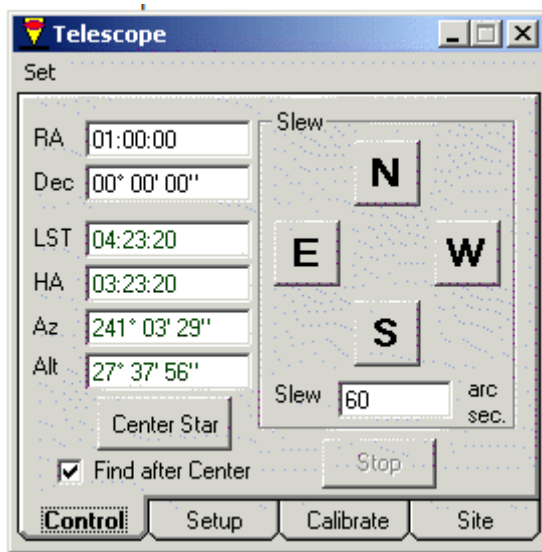 Telescope
Set
RA 01:00:00
Dec 00° 00' 00"
LST 04:23:20
HA 03:23:20
Az 241° 03' 29"
Alt 27° 37' 56"
Center Star
Find after Center
Slew
N
E W
S
Slew 60 arc sec.
Stop
Control Setup Calibrate Site